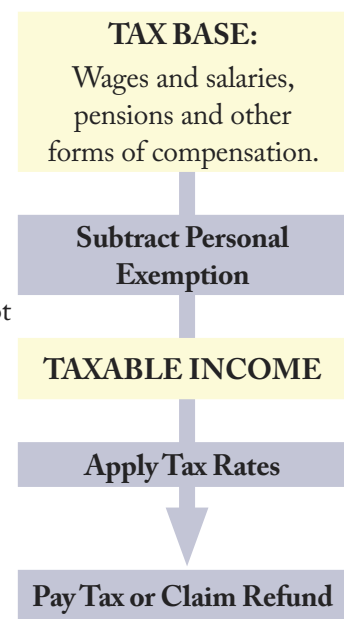 TAX BASE:
Wages and salaries,
pensions and other
forms of compensation.
Subtract Personal
Exemption
TAXABLE INCOME
Apply Tax Rates
Pay Tax or Claim Refund